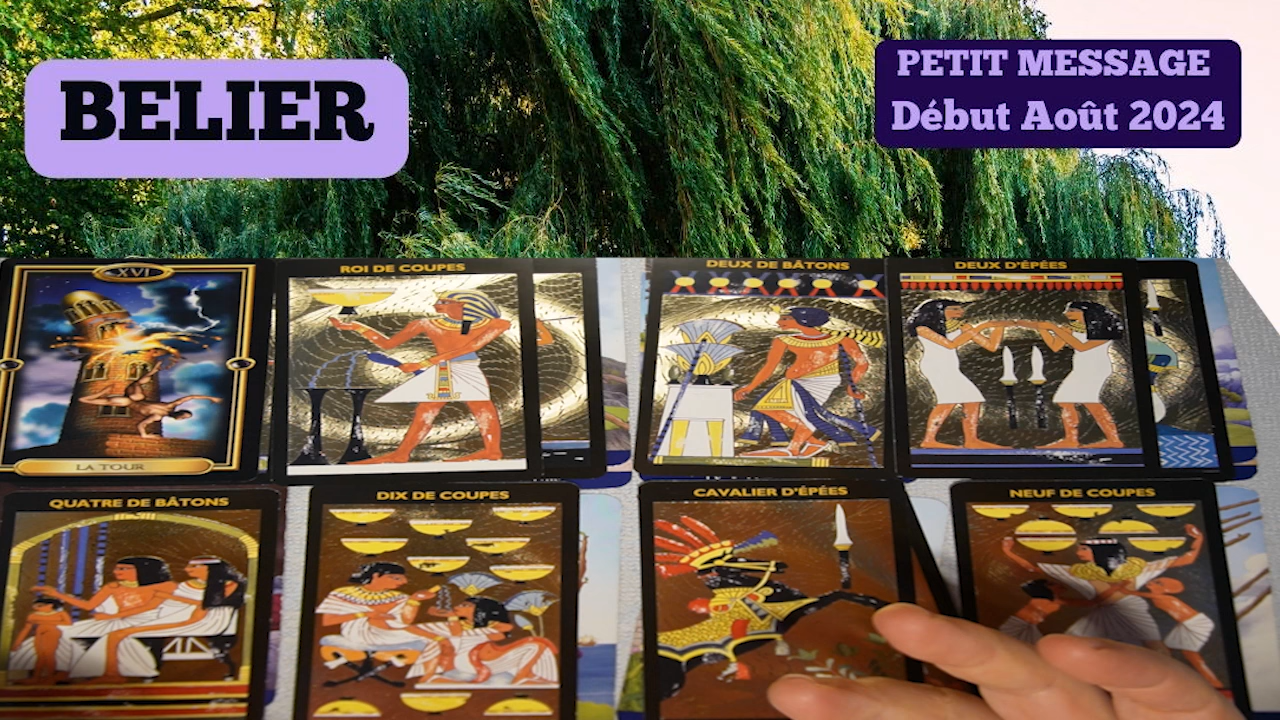 BELIER
PETIT MESSAGE
Début Août 2024
XVI
ROI DE COUPES
DEUX DE BÂTONS
DEUX D'ÉPÉES
LA TOUR
QUATRE DE BÂTONS
DIX DE COUPES
CAVALIER D'ÉPÉES
NEUF DE COUPES